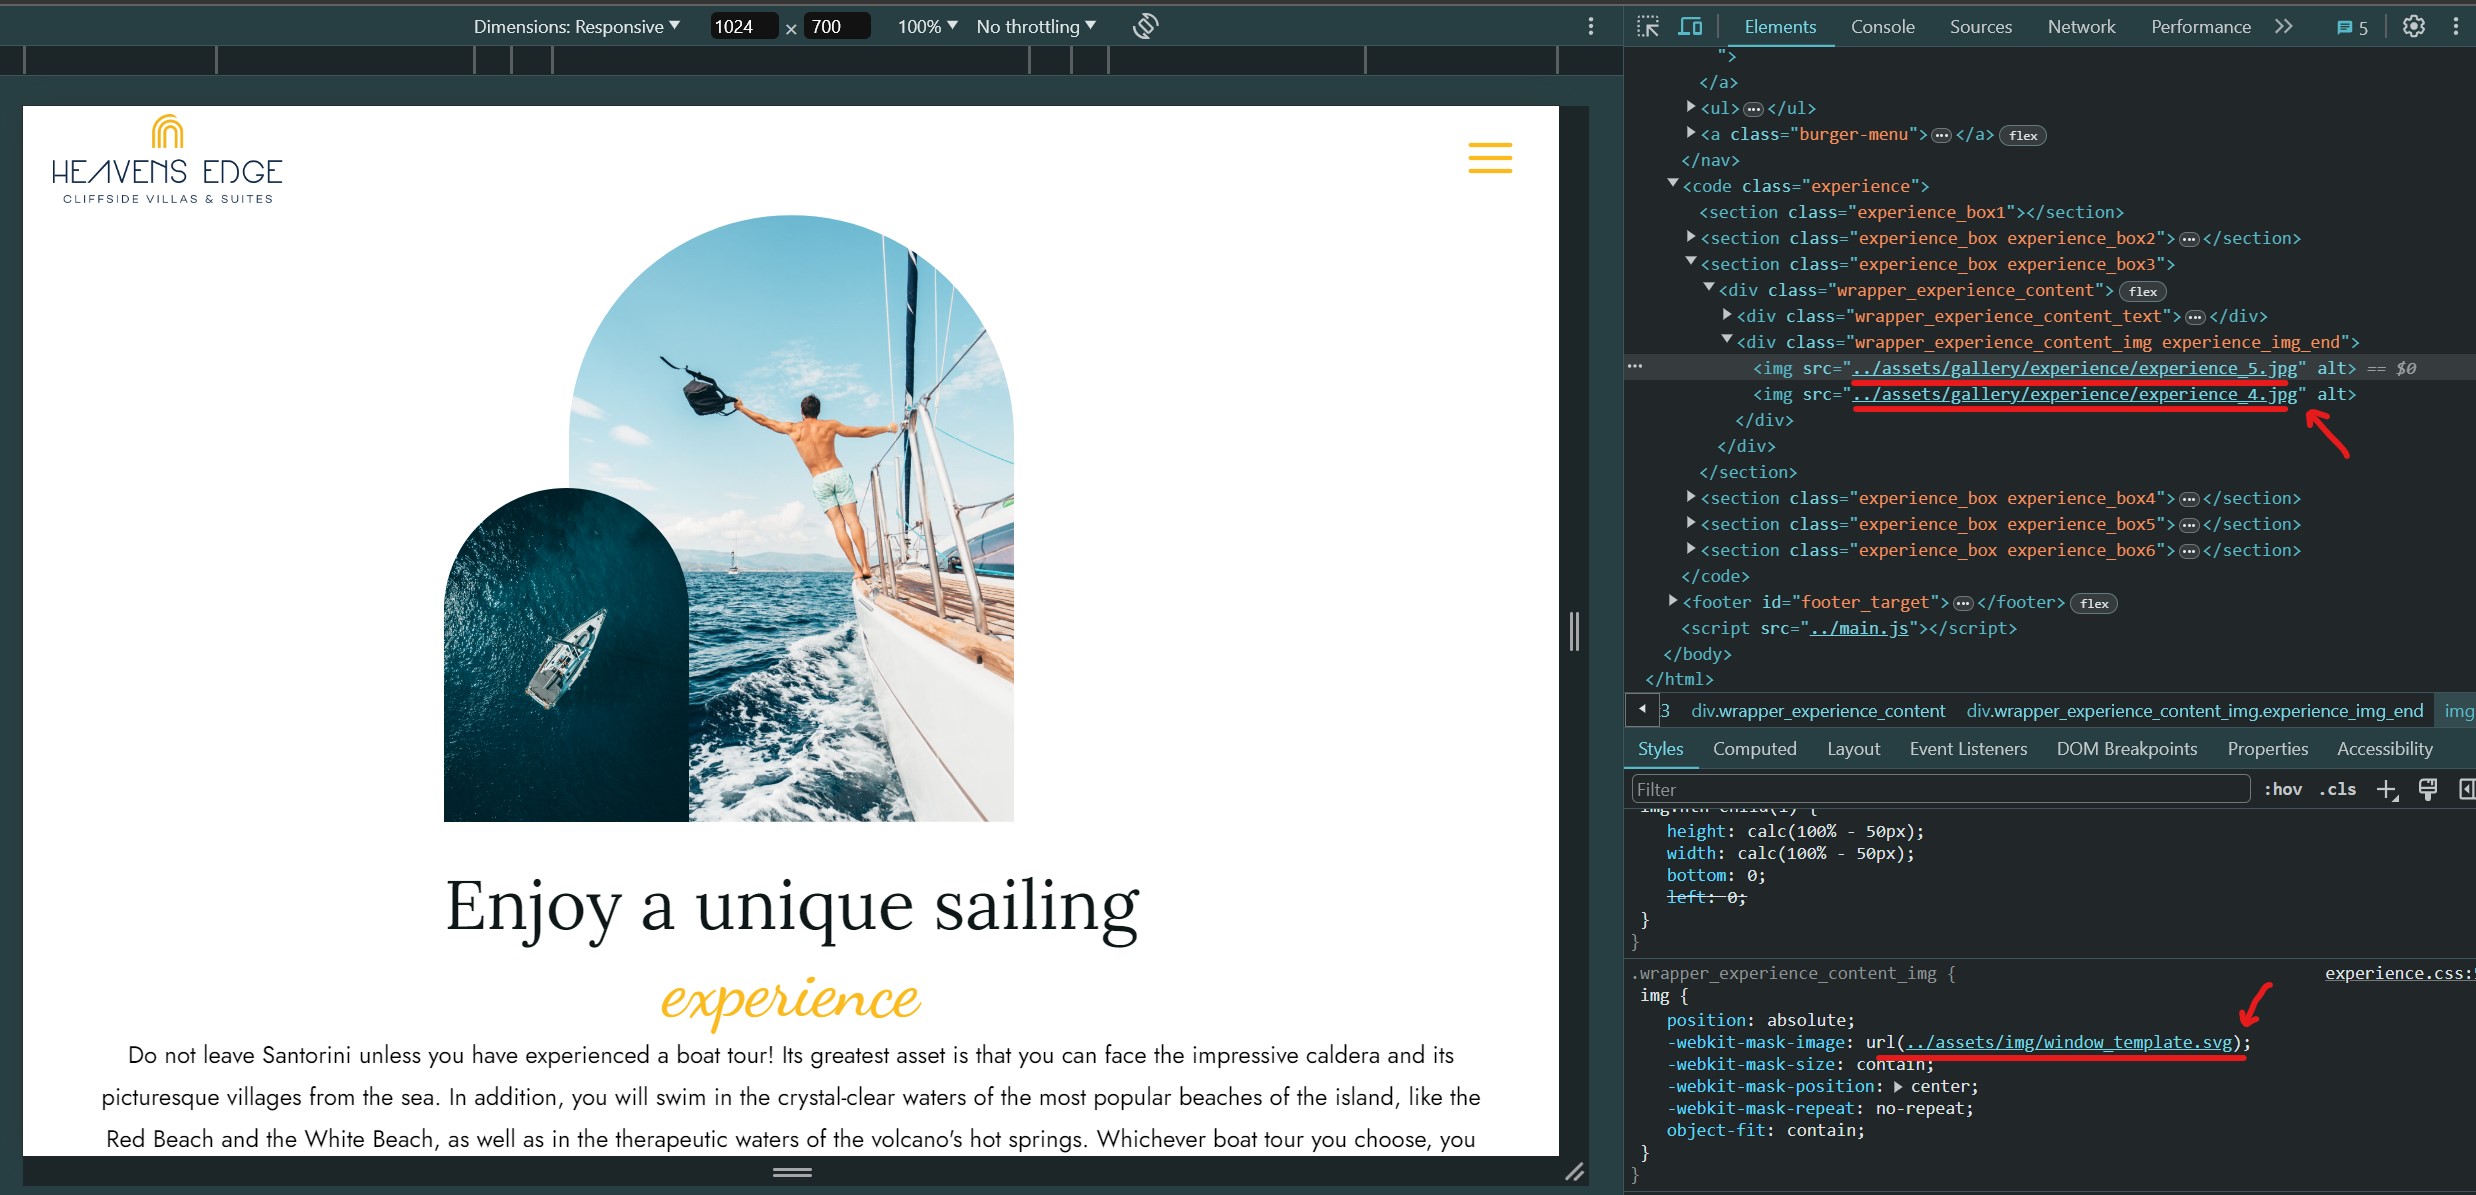 Dimensions: Responsive ▼ 1024 × 700 100% ▼ No throttling ▼
Elements Console Sources Network Performance 5
HEAVENS EDGE
CLIFFSIDE VILLAS & SUITES
Enjoy a unique sailing
experience
Do not leave Santorini unless you have experienced a boat tour! Its greatest asset is that you can face the impressive caldera and its
picturesque villages from the sea. In addition, you will swim in the crystal-clear waters of the most popular beaches of the island, like the
Red Beach and the White Beach, as well as in the therapeutic waters of the volcano's hot springs. Whichever boat tour you choose, you
">
</a>
▶<ul>…</ul>
▶<a class="burger-menu">…</a> flex
</nav>
▼<code class="experience">
<section class="experience_box1"></section>
▶<section class="experience_box experience_box2">…</section>
▼<section class="experience_box experience_box3">
▼<div class="wrapper_experience_content"> flex
▶<div class="wrapper_experience_content_text">…</div>
▼<div class="wrapper_experience_content_img experience_img_end">
… <img src="../assets/gallery/experience/experience_5.jpg" alt> == $0
<img src="../assets/gallery/experience/experience_4.jpg" alt>
</div>
</div>
</section>
▶<section class="experience_box experience_box4">…</section>
▶<section class="experience_box experience_box5">…</section>
▶<section class="experience_box experience_box6">…</section>
</code>
▶<footer id="footer_target">…</footer> flex
<script src="../main.js"></script>
</body>
</html>
3 div.wrapper_experience_content div.wrapper_experience_content_img.experience_img_end img
Styles Computed Layout Event Listeners DOM Breakpoints Properties Accessibility
Filter :hov .cls
height: calc(100% - 50px);
width: calc(100% - 50px);
bottom: 0;
left: 0;
}
}
.wrapper_experience_content_img { experience.css:
img {
position: absolute;
-webkit-mask-image: url(../assets/img/window_template.svg);
-webkit-mask-size: contain;
-webkit-mask-position: ▶ center;
-webkit-mask-repeat: no-repeat;
object-fit: contain;
}
}